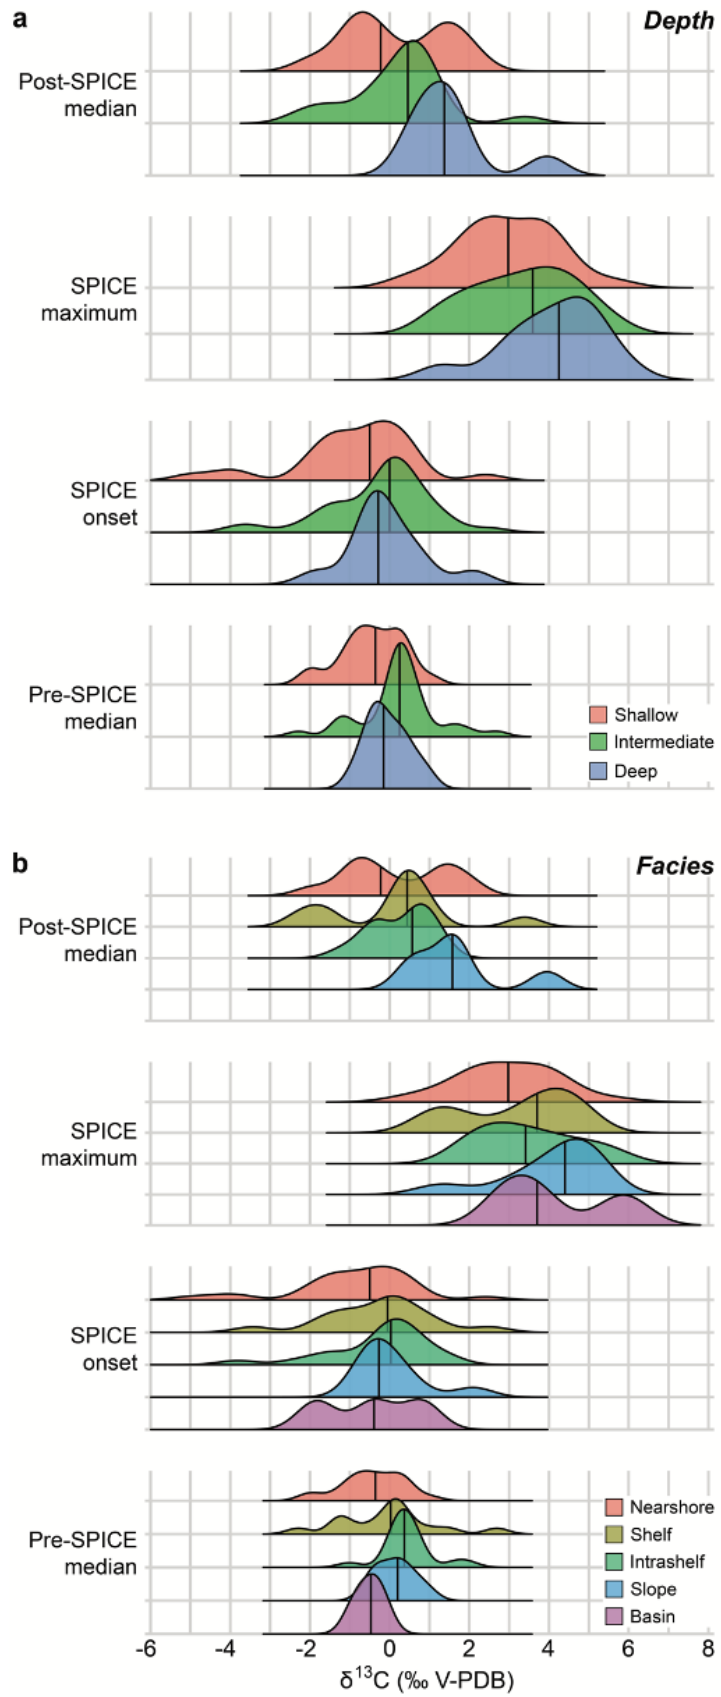 a
Depth
Post-SPICE
median
SPICE
maximum
SPICE
onset
Pre-SPICE
median
Shallow
Intermediate
Deep
b
Facies
Post-SPICE
median
SPICE
maximum
SPICE
onset
Pre-SPICE
median
Nearshore
Shelf
Intrashelf
Slope
Basin
-6 -4 -2 0 2 4 6 8
δ¹³C (‰ V-PDB)